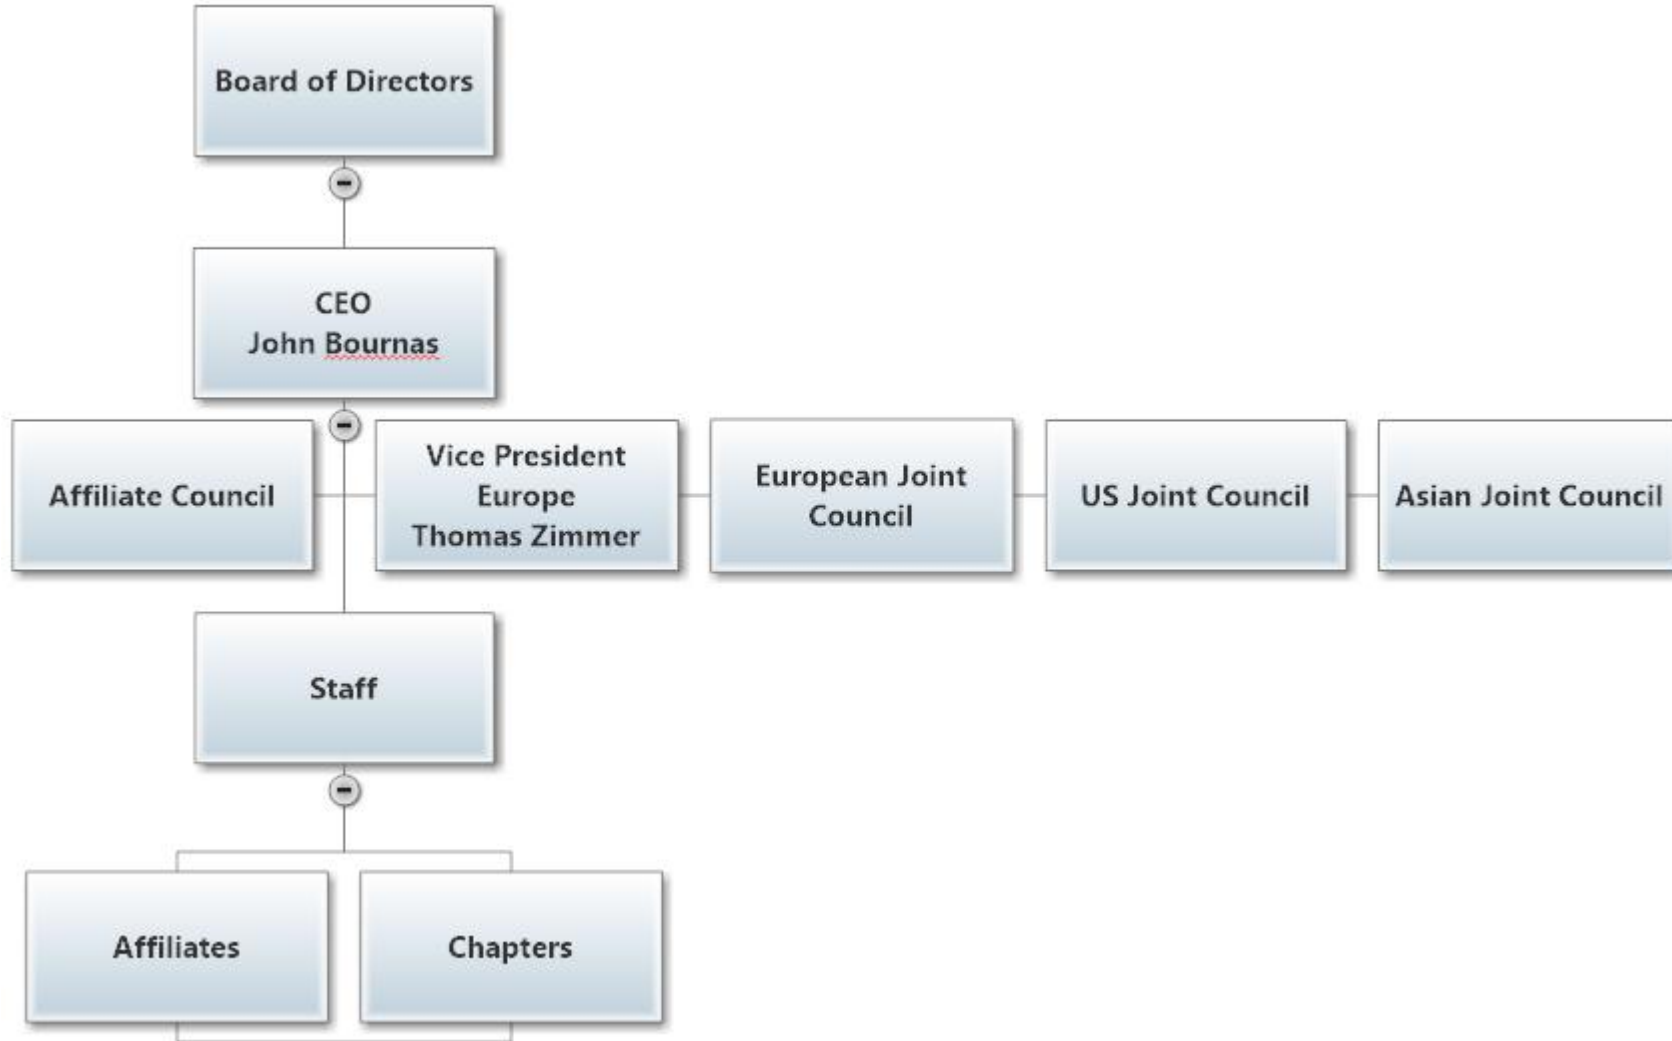 Board of Directors
CEO
John Bournas
Affiliate Council
Vice President
Europe
Thomas Zimmer
European Joint
Council
US Joint Council
Asian Joint Council
Staff
Affiliates
Chapters